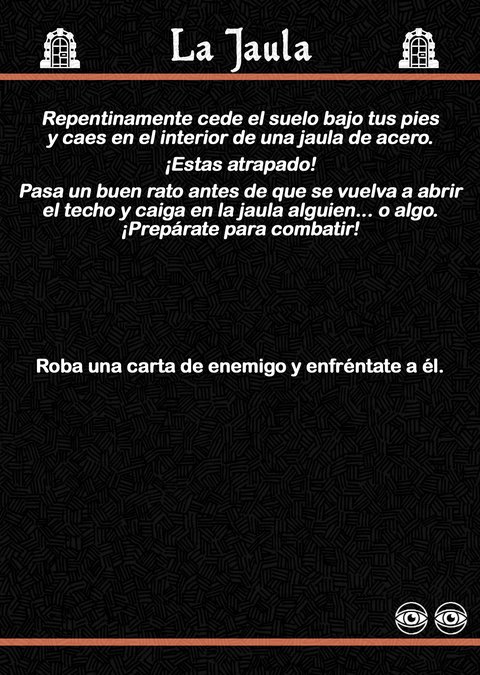 La Jaula
Repentinamente cede el suelo bajo tus pies
y caes en el interior de una jaula de acero.
¡Estas atrapado!
Pasa un buen rato antes de que se vuelva a abrir
el techo y caiga en la jaula alguien... o algo.
¡Prepárate para combatir!
Roba una carta de enemigo y enfréntate a él.